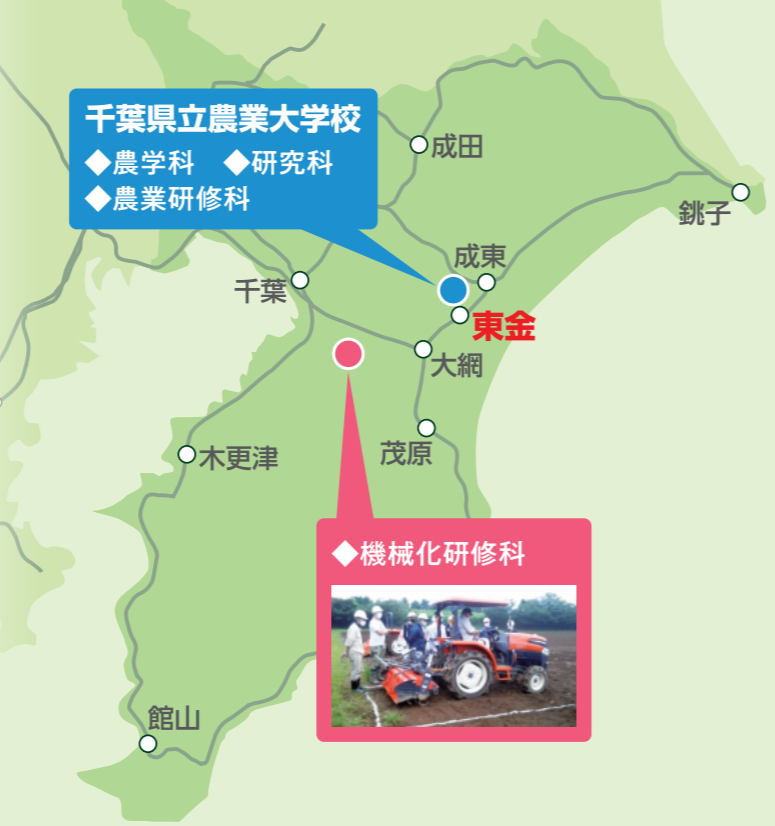 千葉県立農業大学校
◆農学科 ◆研究科
◆農業研修科
成田
銚子
成東
千葉
東金
大網
木更津
茂原
◆機械化研修科
館山